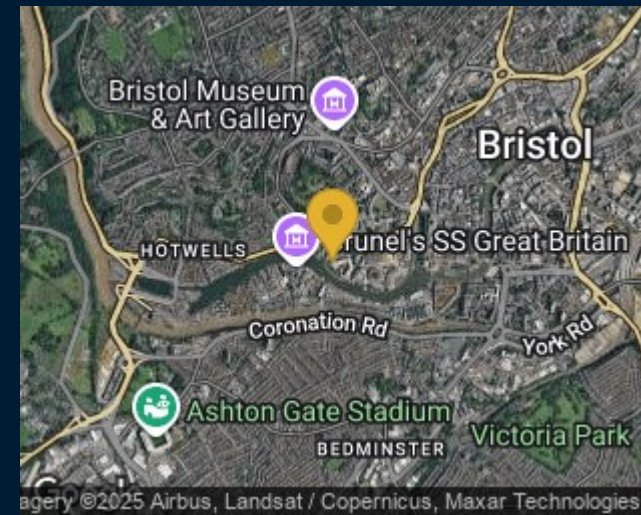 Bristol Museum
& Art Gallery
Bristol
HOTWELLS
runel's SS Great Britain
Coronation Rd
York Rd
Ashton Gate Stadium
BEDMINSTER
Victoria Park
agery ©2025 Airbus, Landsat / Copernicus, Maxar Technologies